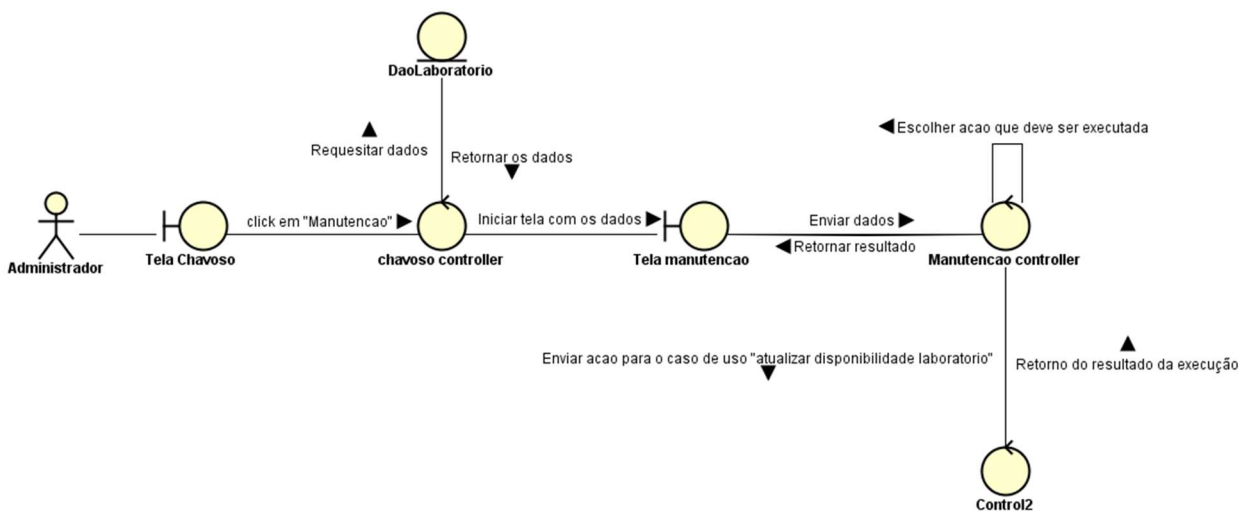 DaoLaboratorio
Escolher acao que deve ser executada
Requesitar dados
Retornar os dados
click em "Manutencao"
Iniciar tela com os dados
Enviar dados
Retornar resultado
Administrador
Tela Chavoso
chavoso controller
Tela manutencao
Manutencao controller
Enviar acao para o caso de uso "atualizar disponibilidade laboratorio"
Retorno do resultado da execução
Control2